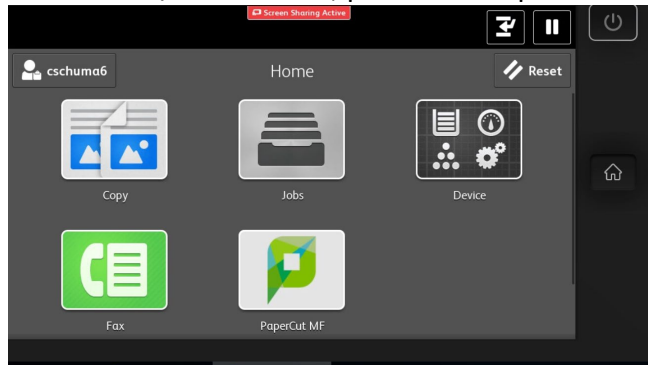 Screen Sharing Active
cschuma6
Home
Reset
Copy
Jobs
Device
Fax
PaperCut MF